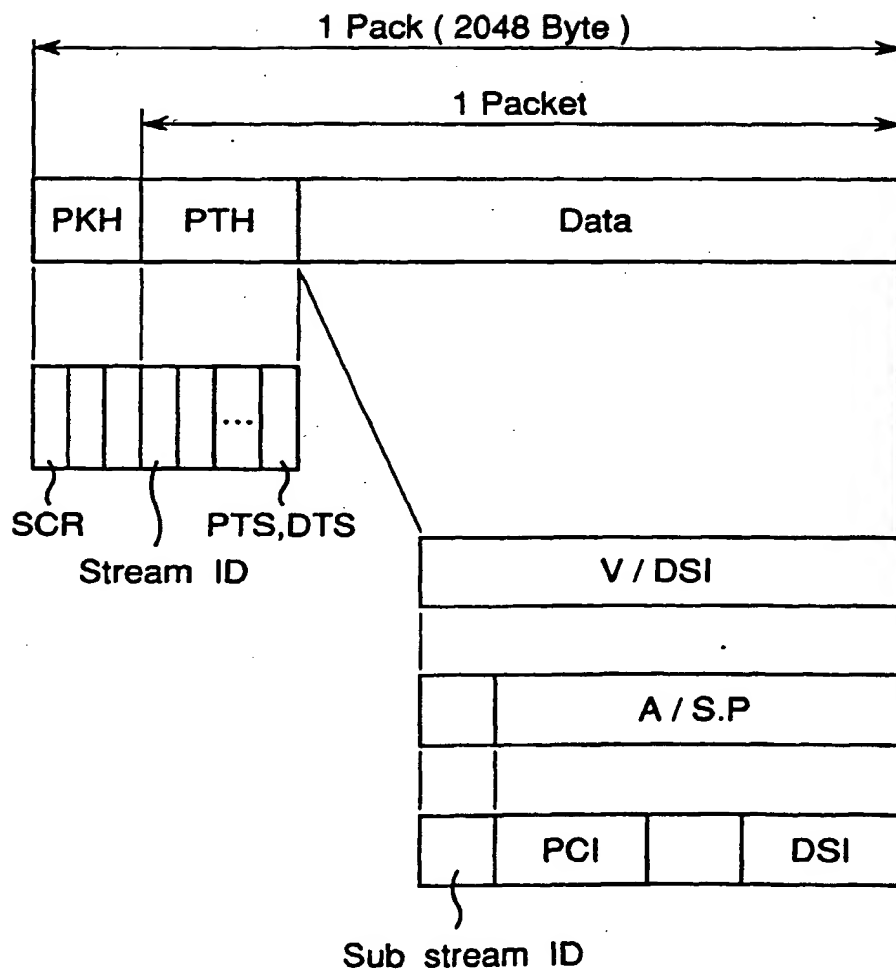 1 Pack ( 2048 Byte )
1 Packet
PKH PTH Data
...
SCR PTS,DTS
Stream ID
V / DSI
A / S.P
PCI DSI
Sub stream ID